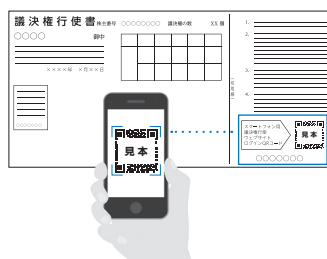 議決権行使書 株主番号 ○○○○○○○○ 議決権の数 XX 個
○○○○ 御中
××××年 ×月××日
○○○○○○○
1.
2.
3.
4.
スマートフォン用
議決権行使
ウェブサイト
ログインQRコード
見本
○○○○○○○
見本